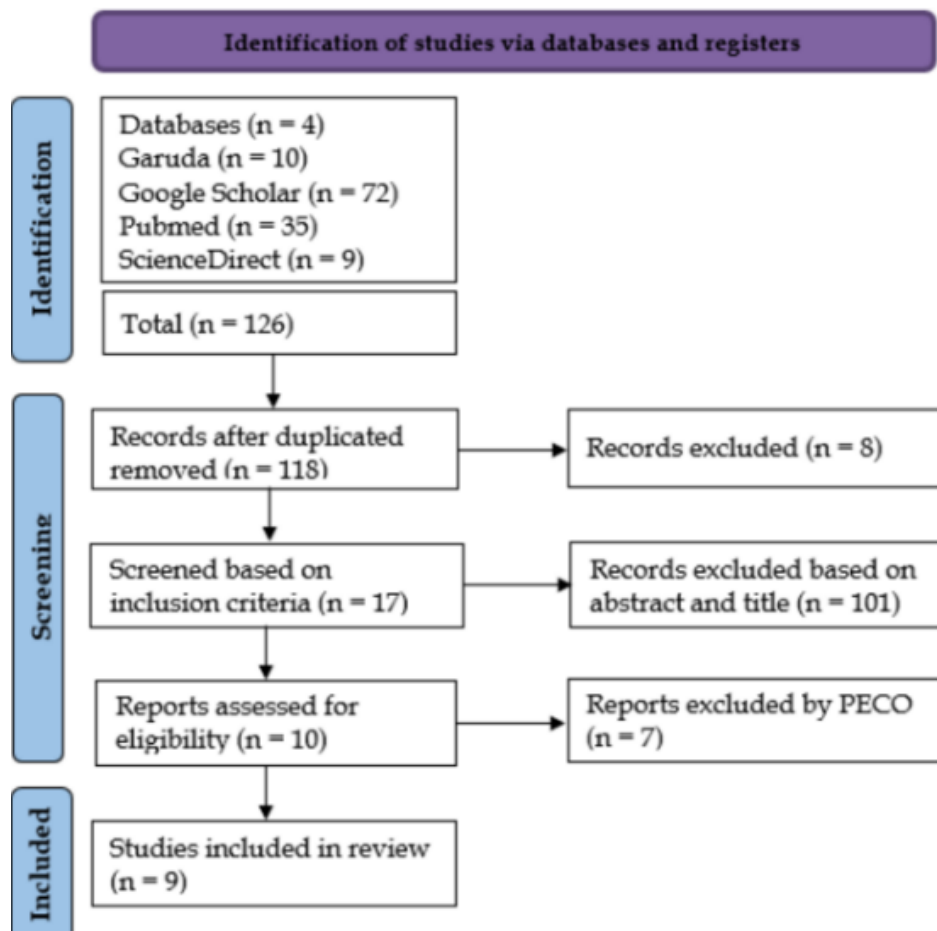 Identification of studies via databases and registers
Identification
Databases (n = 4)
Garuda (n = 10)
Google Scholar (n = 72)
Pubmed (n = 35)
ScienceDirect (n = 9)
Total (n = 126)
Screening
Records after duplicated
removed (n = 118)
Records excluded (n = 8)
Screened based on
inclusion criteria (n = 17)
Records excluded based on
abstract and title (n = 101)
Reports assessed for
eligibility (n = 10)
Reports excluded by PECO
(n = 7)
Included
Studies included in review
(n = 9)